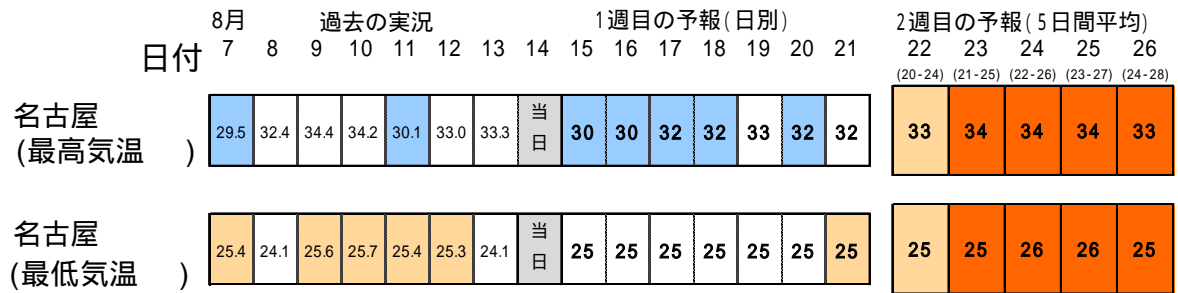 8月 過去の実況 1週目の予報(日別) 2週目の予報(5日間平均)
日付 7 8 9 10 11 12 13 14 15 16 17 18 19 20 21 22 23 24 25 26
(20-24) (21-25) (22-26) (23-27) (24-28)
名古屋
(最高気温 ) 29.5 32.4 34.4 34.2 30.1 33.0 33.3 当日 30 30 32 32 33 32 32 33 34 34 34 33
名古屋
(最低気温 ) 25.4 24.1 25.6 25.7 25.4 25.3 24.1 当日 25 25 25 25 25 25 25 25 25 26 26 25